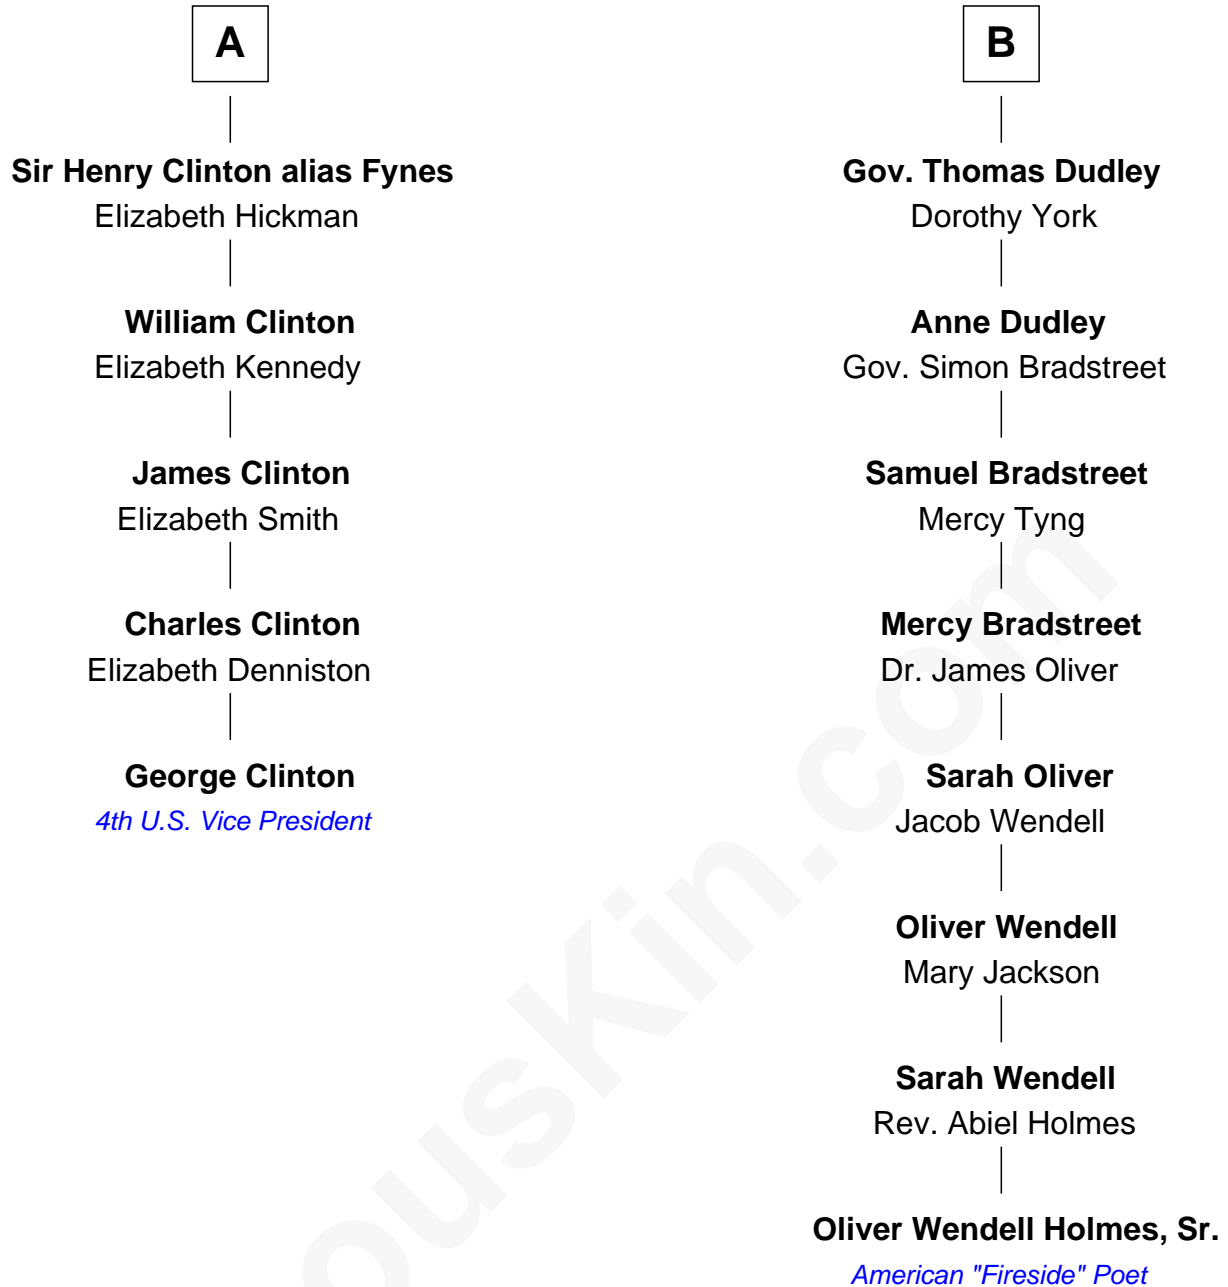 A
Sir Henry Clinton alias Fynes
Elizabeth Hickman
William Clinton
Elizabeth Kennedy
James Clinton
Elizabeth Smith
Charles Clinton
Elizabeth Denniston
George Clinton
4th U.S. Vice President
B
Gov. Thomas Dudley
Dorothy York
Anne Dudley
Gov. Simon Bradstreet
Samuel Bradstreet
Mercy Tyng
Mercy Bradstreet
Dr. James Oliver
Sarah Oliver
Jacob Wendell
Oliver Wendell
Mary Jackson
Sarah Wendell
Rev. Abiel Holmes
Oliver Wendell Holmes, Sr.
American "Fireside" Poet
ousKin.com